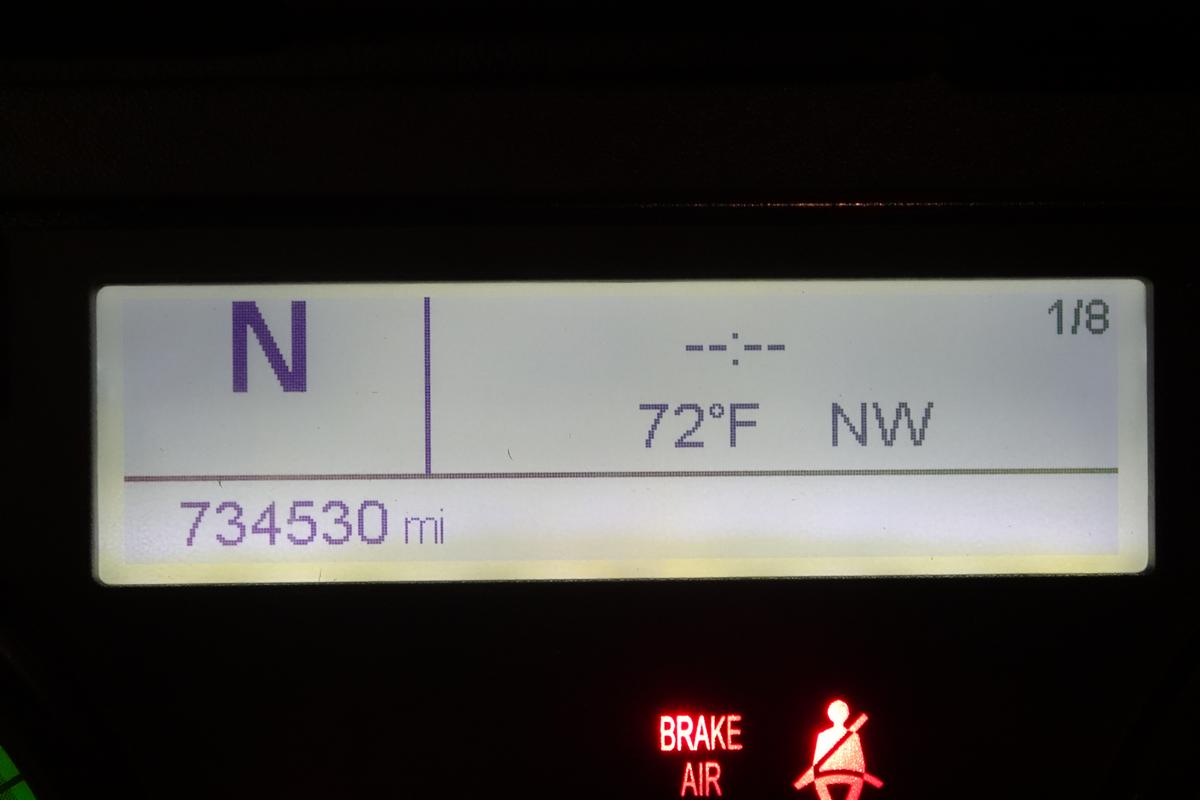 N
--:--
1/8
72°F NW
734530 mi
BRAKE
AIR